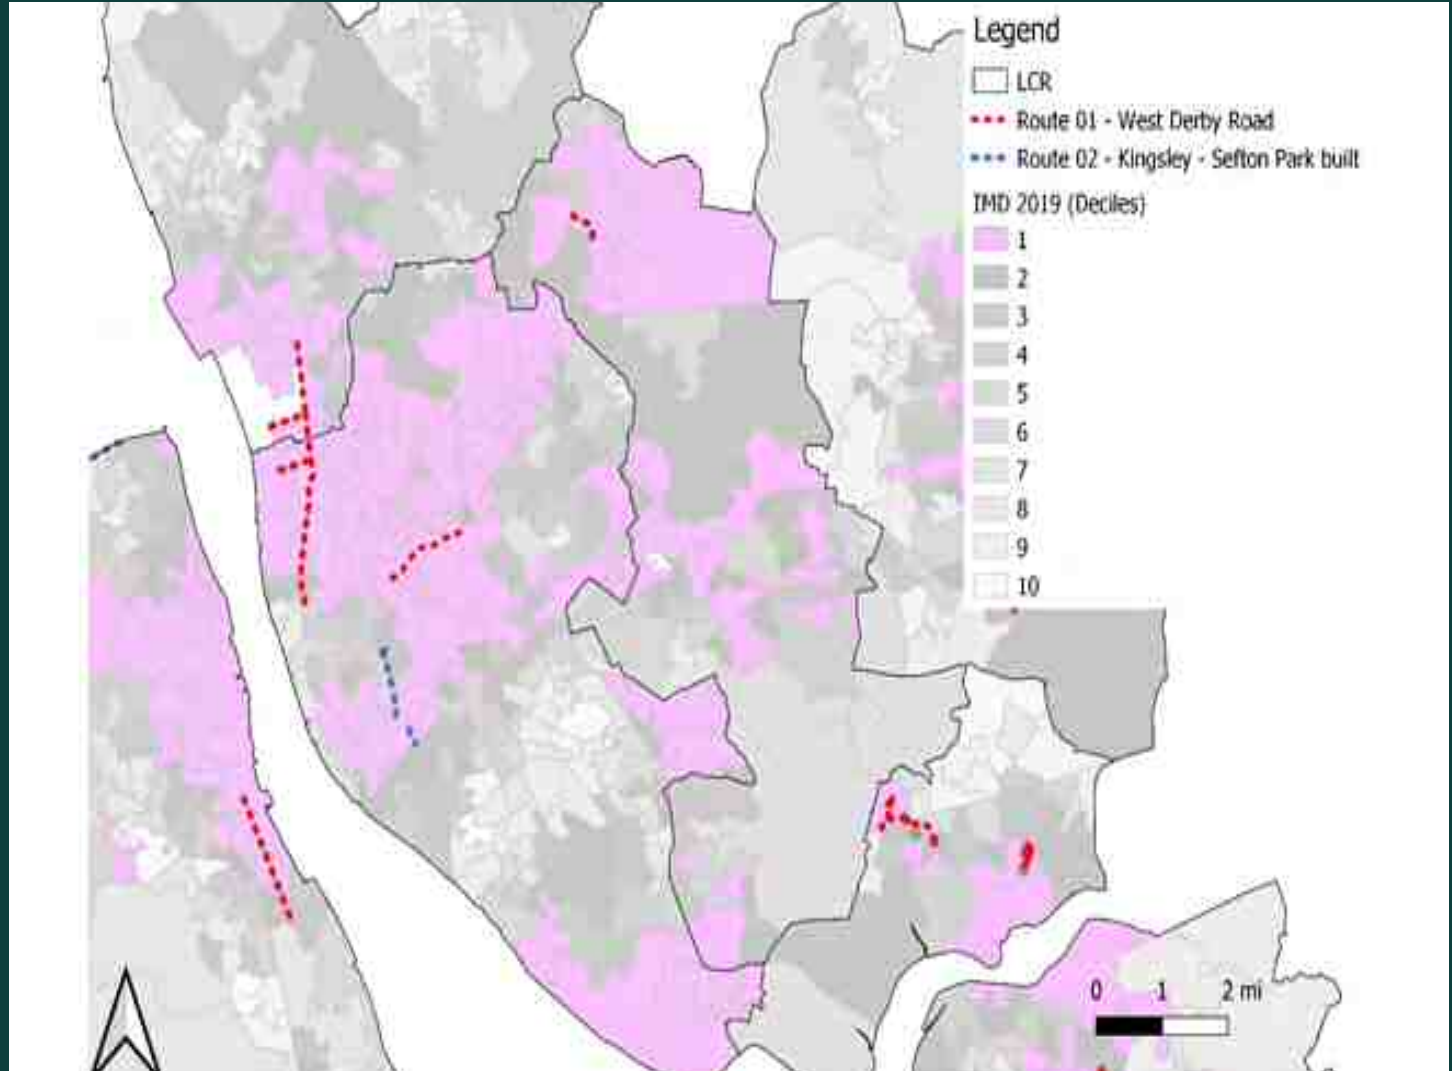 Legend
LCR
Route 01 - West Derby Road
Route 02 - Kingsley - Sefton Park built
IMD 2019 (Deciles)
1
2
3
4
5
6
7
8
9
10
0 1 2 mi